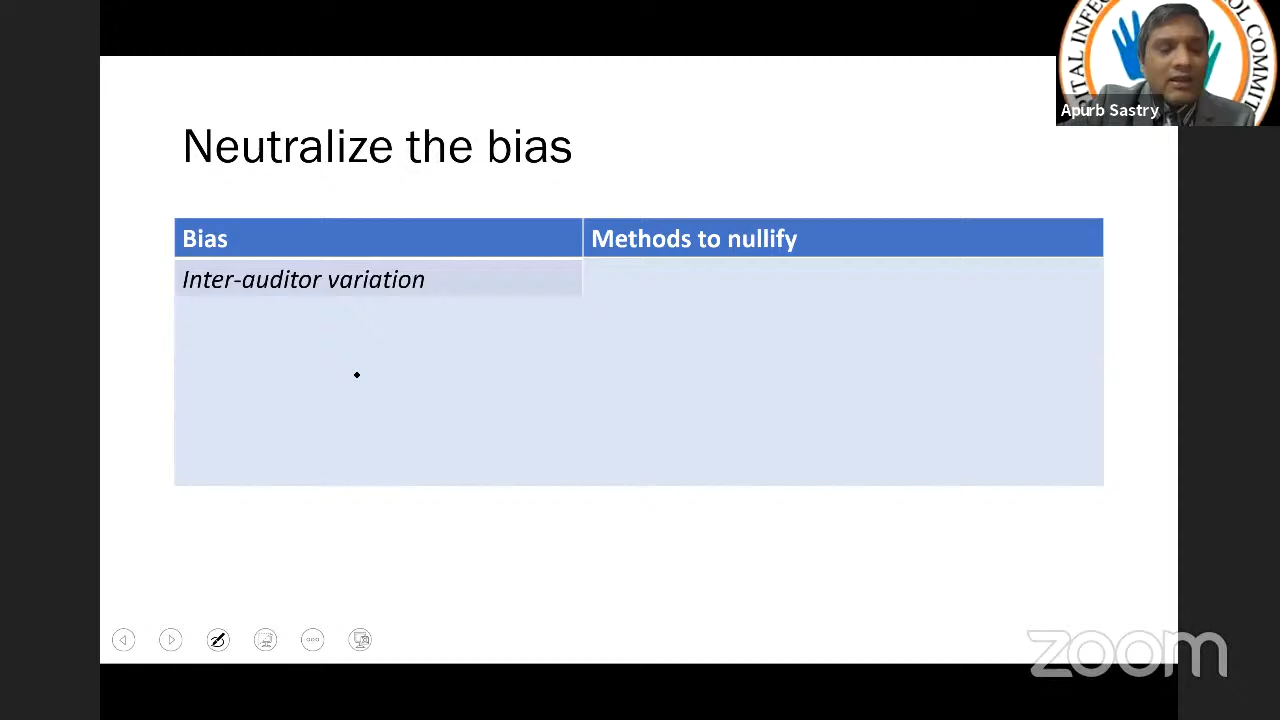 Neutralize the bias
Bias
Methods to nullify
Inter-auditor variation
Apurb Sastry
zoom